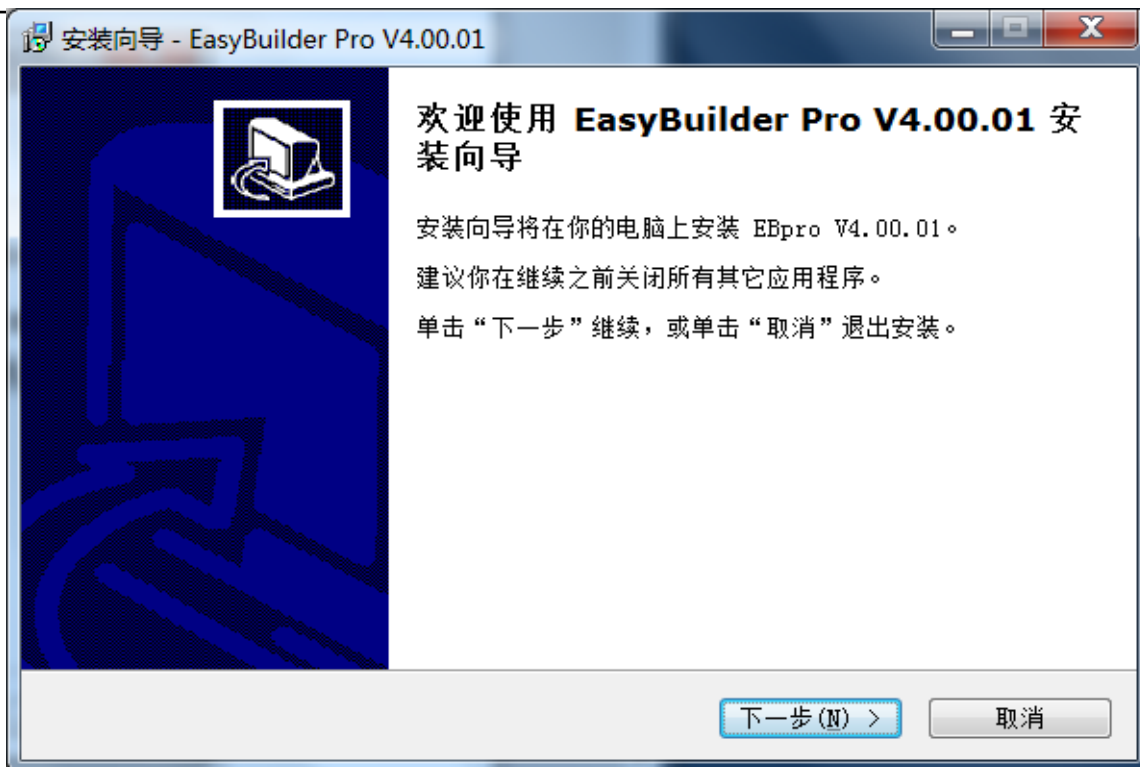 安装向导 - EasyBuilder Pro V4.00.01
欢迎使用 EasyBuilder Pro V4.00.01 安
装向导
安装向导将在你的电脑上安装 EBpro V4.00.01。
建议你在继续之前关闭所有其它应用程序。
单击“下一步”继续，或单击“取消”退出安装。
下一步(N) > 取消